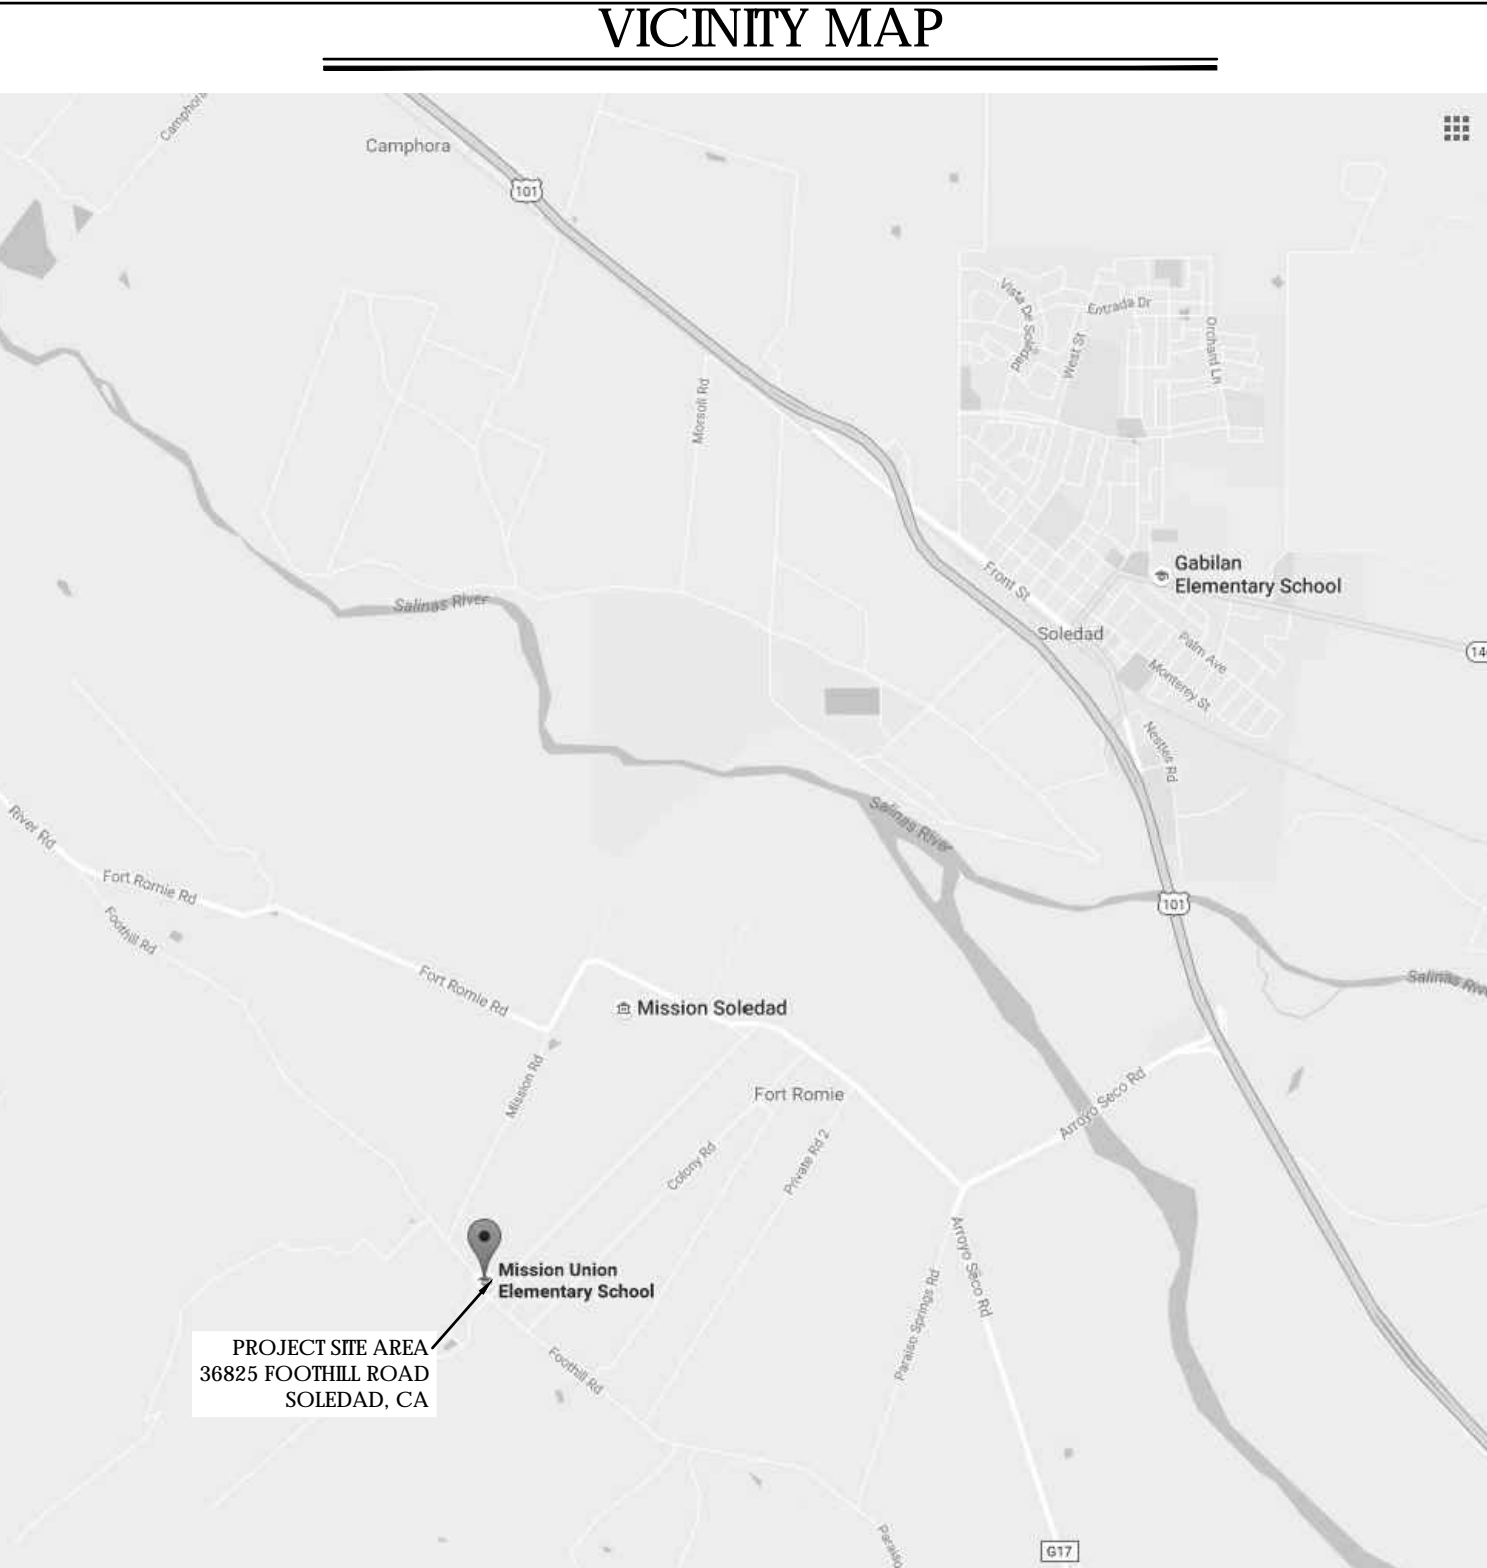 VICINITY MAP
Camphora
Camphora
101
Vista De Soledad
Entrada Dr
West St
Orchard Ln
Morsoli Rd
Gabilan
Elementary School
Front St
Salinas River
Soledad
Palm Ave
Monterey St
Nestles Rd
Salinas River
River Rd
Fort Romie Rd
Foothill Rd
101
Fort Romie Rd
Salinas
Mission Soledad
Mission Rd
Fort Romie
Arroyo Seco Rd
Colony Rd
Private Rd 2
Arroyo Seco Rd
Paraiso Springs Rd
Mission Union
Elementary School
PROJECT SITE AREA
36825 FOOTHILL ROAD
SOLEDAD, CA
Foothill Rd
G17